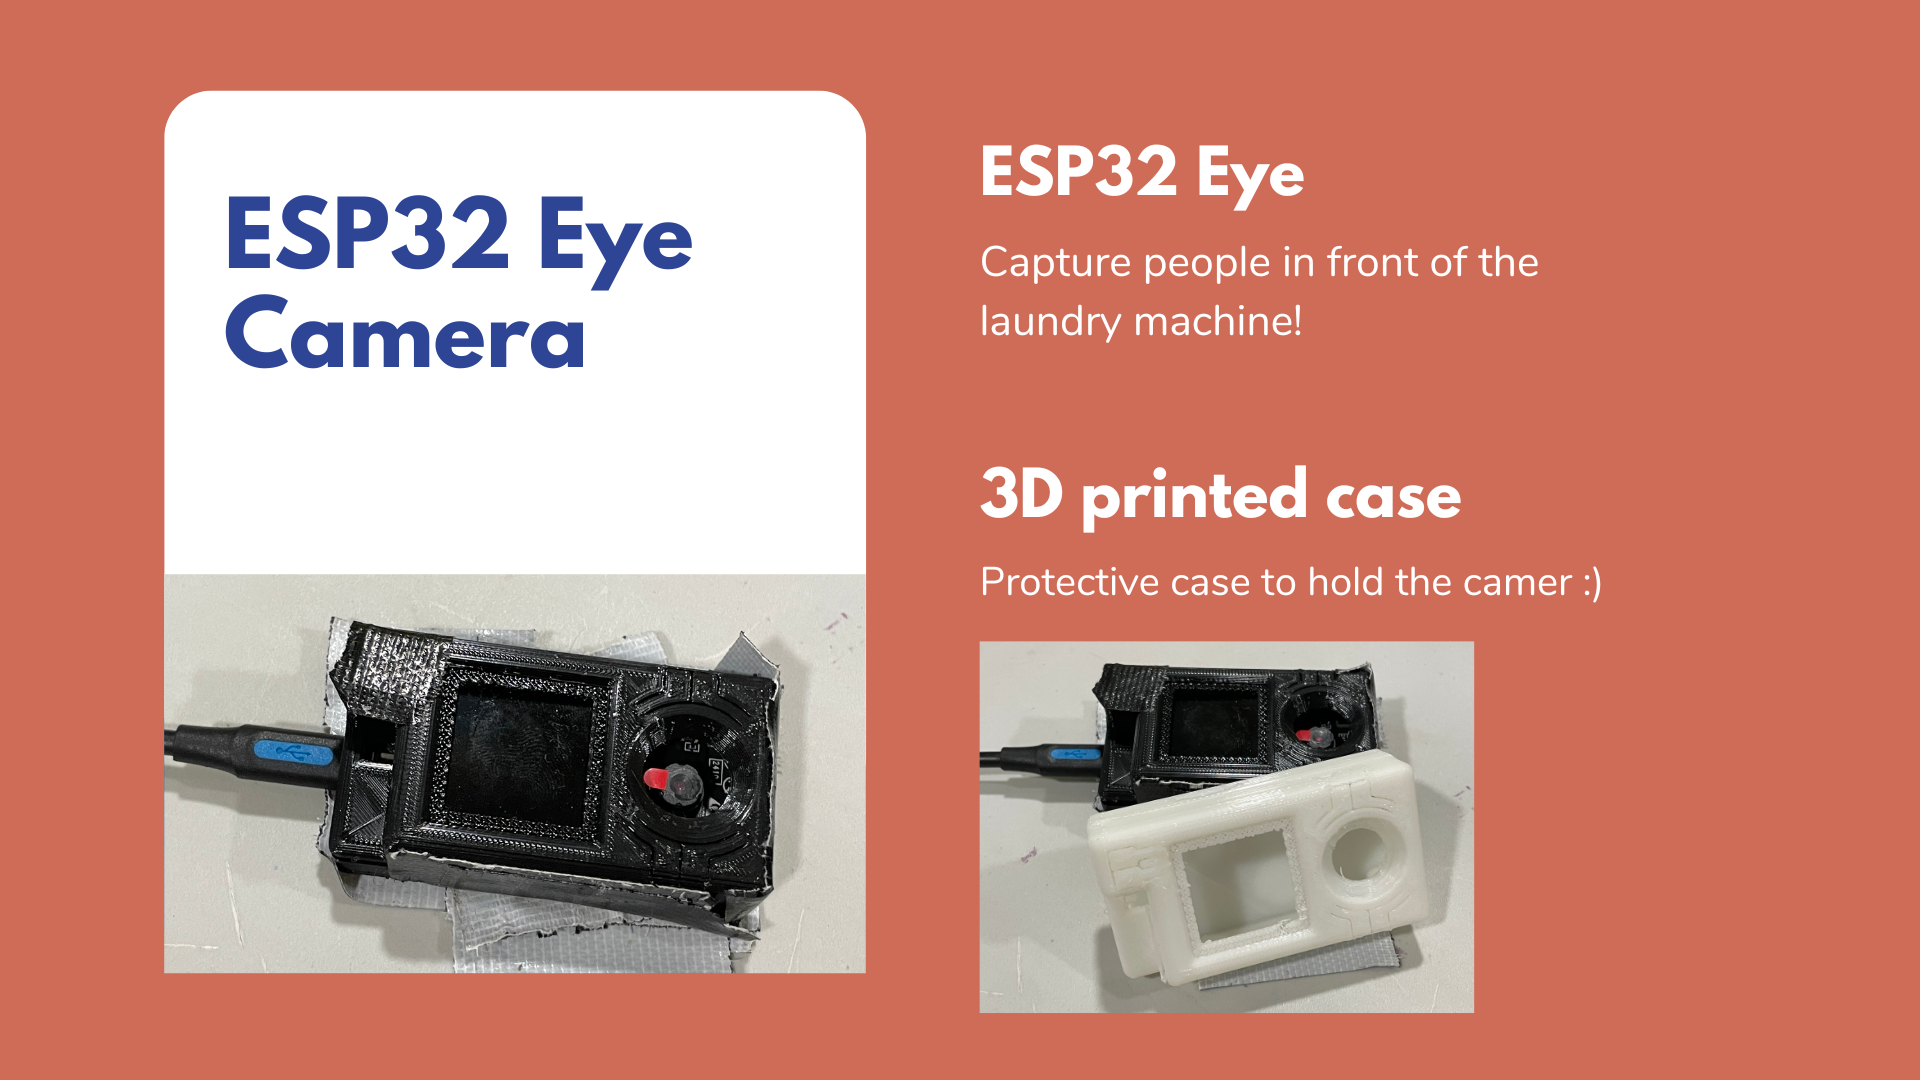 ESP32 Eye
Camera
ESP32 Eye
Capture people in front of the
laundry machine!
3D printed case
Protective case to hold the camer :)